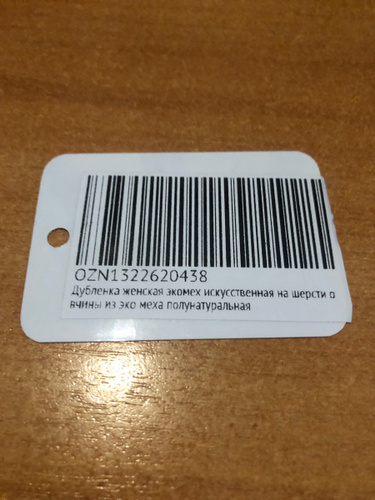 OZN1322620438
Дубленка женская экомех искусственная на шерсти о
вчины из эко меха полунатуральная